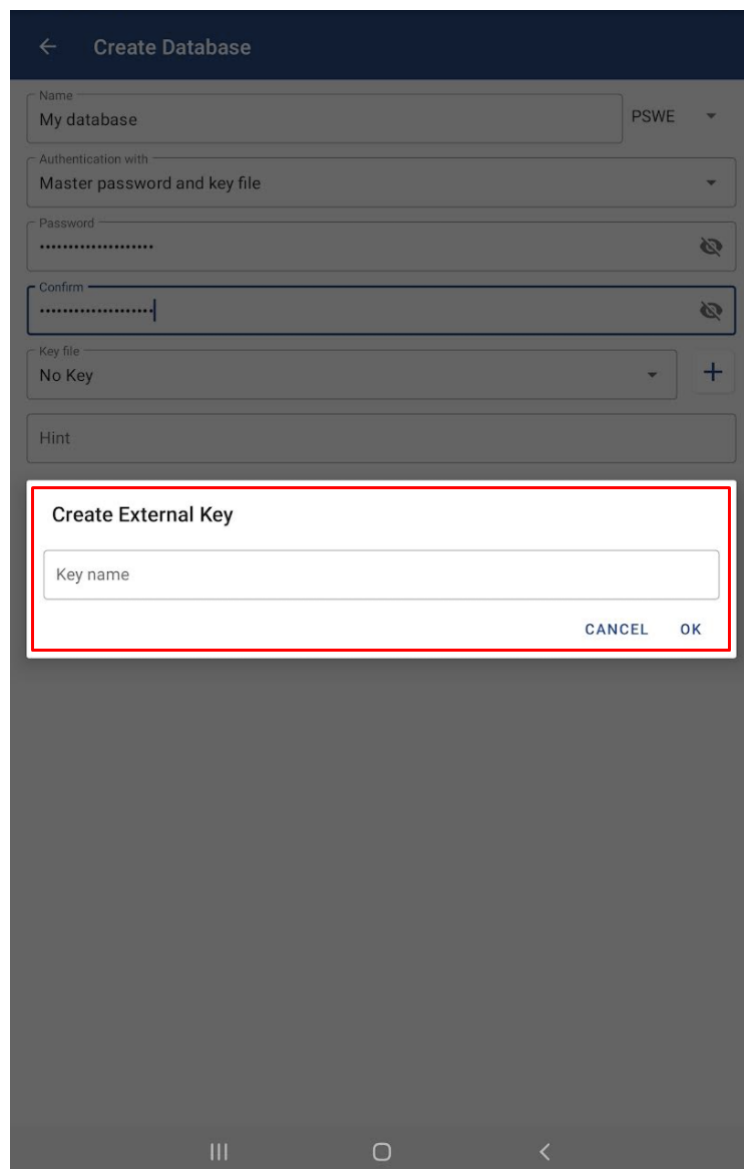 Create Database
Name
My database
PSWE
Authentication with
Master password and key file
Password
••••••••••••••••••••
Confirm
••••••••••••••••••••
Key file
No Key
Hint
Create External Key
Key name
CANCEL OK